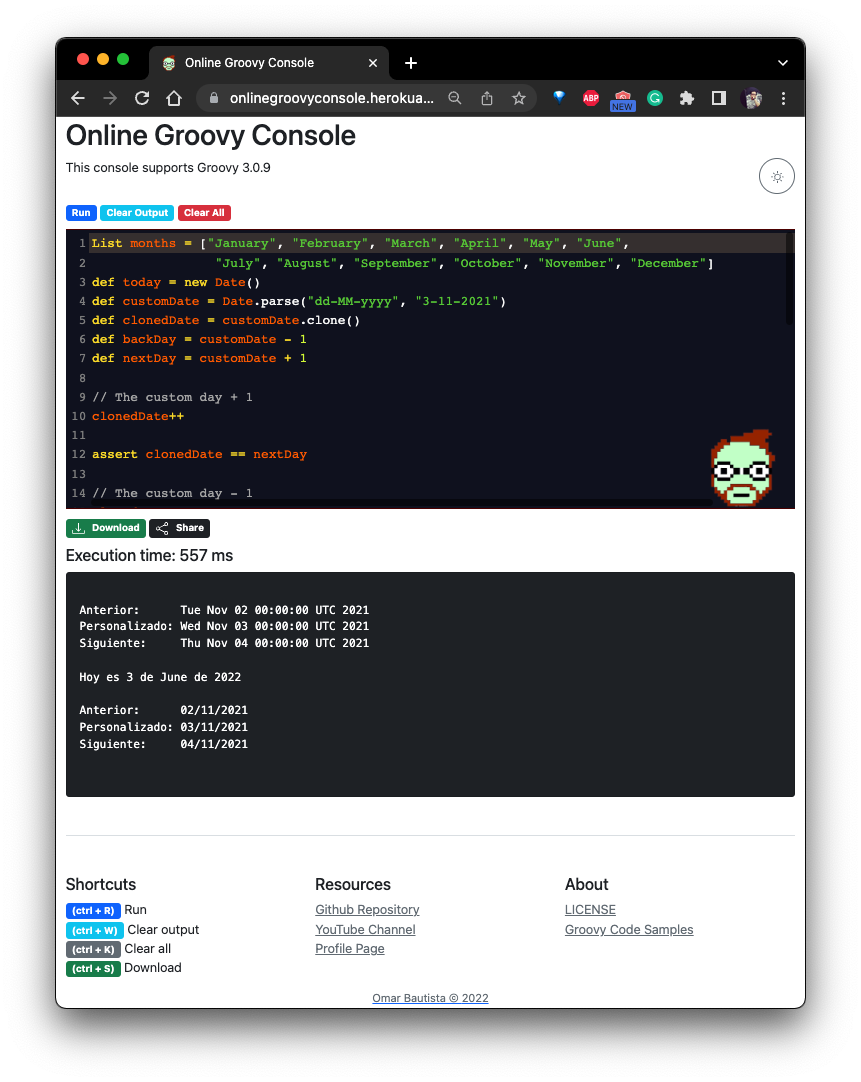 Online Groovy Console
onlinegroovyconsole.herokua...
ABP
NEW
Online Groovy Console
This console supports Groovy 3.0.9
Run Clear Output Clear All
1 List months = ["January", "February", "March", "April", "May", "June",
2 "July", "August", "September", "October", "November", "December"]
3 def today = new Date()
4 def customDate = Date.parse("dd-MM-yyyy", "3-11-2021")
5 def clonedDate = customDate.clone()
6 def backDay = customDate - 1
7 def nextDay = customDate + 1
8
9 // The custom day + 1
10 clonedDate++
11
12 assert clonedDate == nextDay
13
14 // The custom day - 1
Download Share
Execution time: 557 ms
Anterior: Tue Nov 02 00:00:00 UTC 2021
Personalizado: Wed Nov 03 00:00:00 UTC 2021
Siguiente: Thu Nov 04 00:00:00 UTC 2021
Hoy es 3 de June de 2022
Anterior: 02/11/2021
Personalizado: 03/11/2021
Siguiente: 04/11/2021
Shortcuts
(ctrl + R) Run
(ctrl + W) Clear output
(ctrl + K) Clear all
(ctrl + S) Download
Resources
Github Repository
YouTube Channel
Profile Page
About
LICENSE
Groovy Code Samples
Omar Bautista © 2022